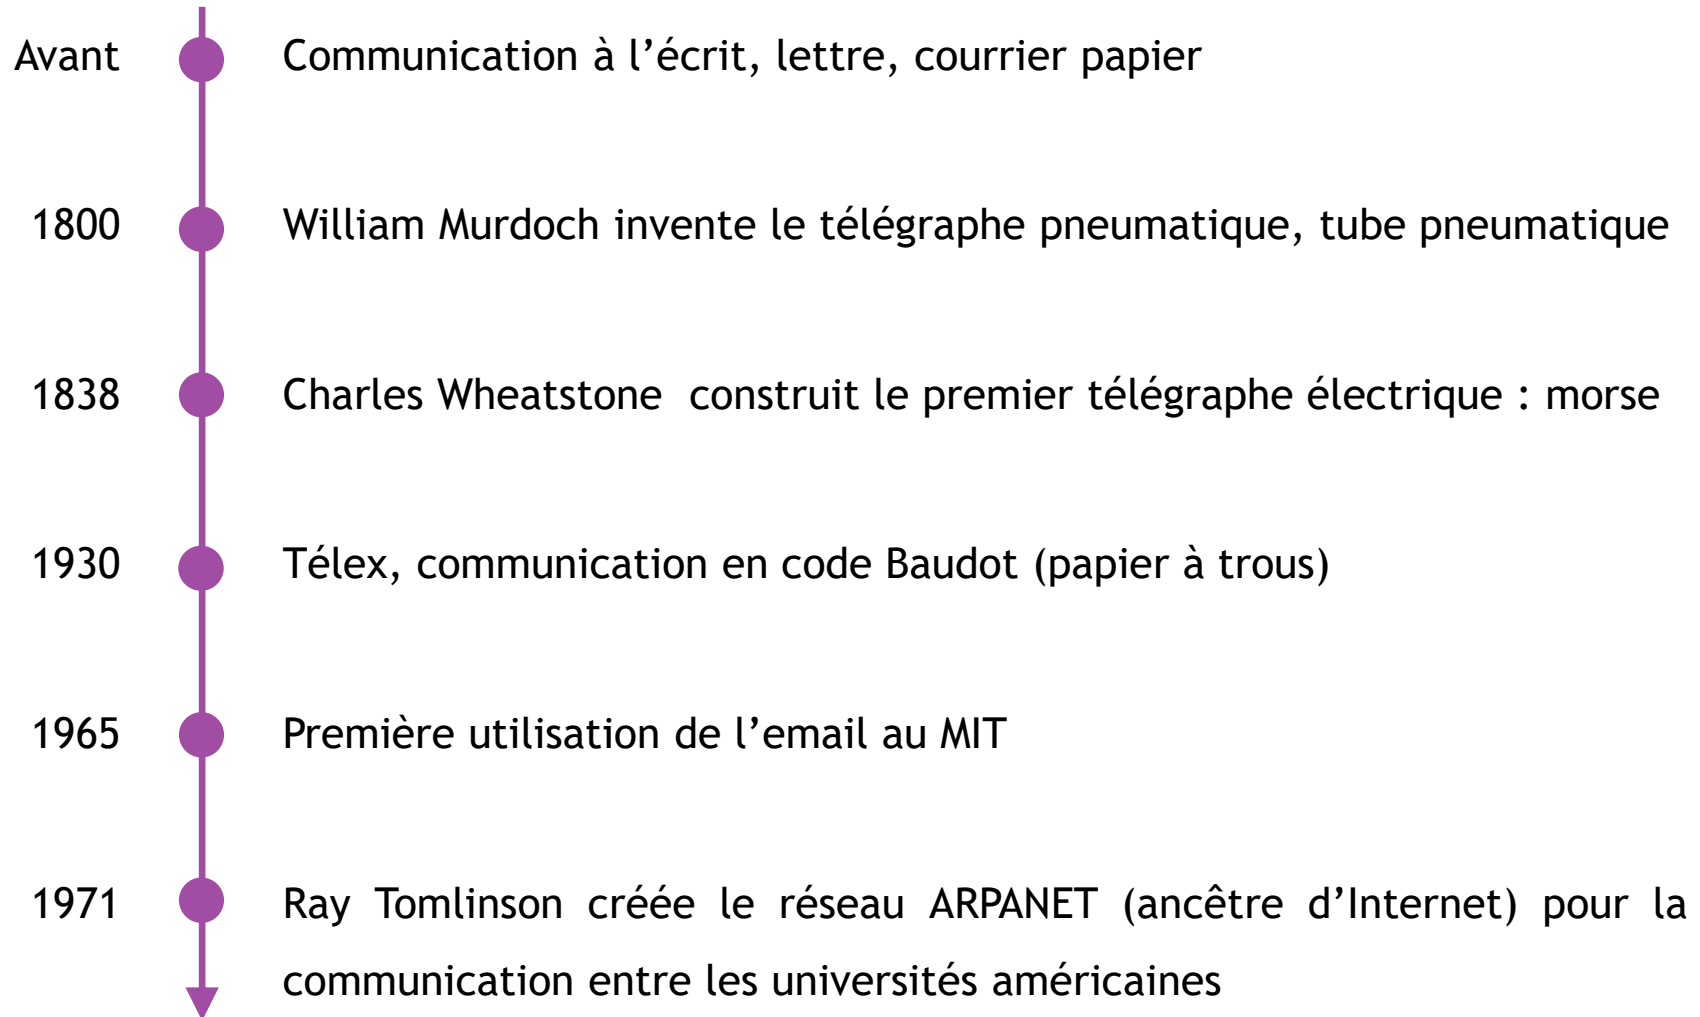 Avant Communication à l’écrit, lettre, courrier papier
1800 William Murdoch invente le télégraphe pneumatique, tube pneumatique
1838 Charles Wheatstone  construit le premier télégraphe électrique : morse
1930 Télex, communication en code Baudot (papier à trous)
1965 Première utilisation de l’email au MIT
1971 Ray Tomlinson créée le réseau ARPANET (ancêtre d’Internet) pour la
communication entre les universités américaines